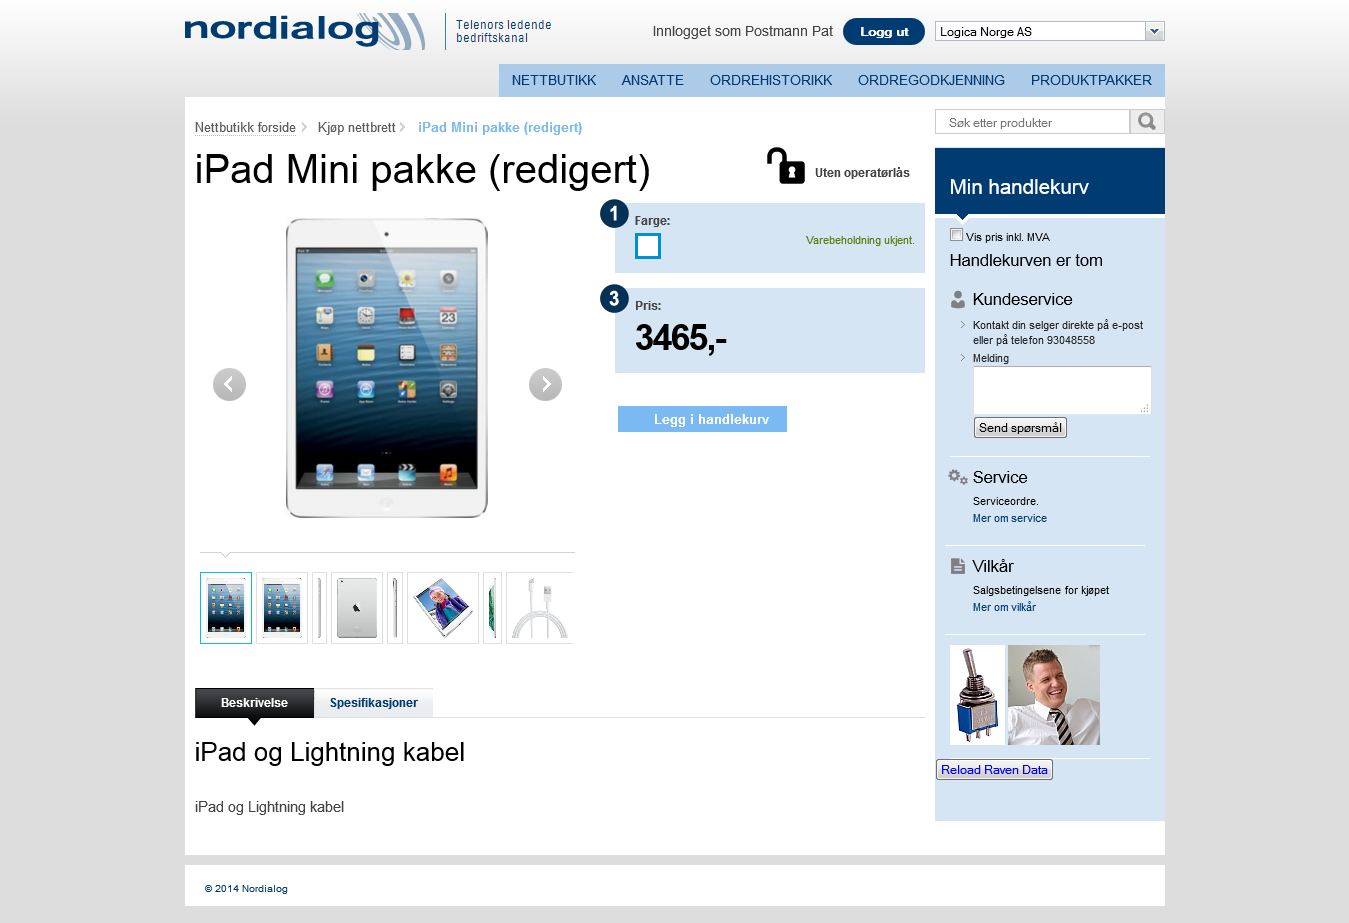 nordialog
Telenors ledende
bedriftskanal
Innlogget som Postmann Pat
Logg ut
Logica Norge AS
NETTBUTIKK
ANSATTE
ORDREHISTORIKK
ORDREGODKJENNING
PRODUKTPAKKER
Nettbutikk forside
Kjøp nettbrett
iPad Mini pakke (redigert)
Søk etter produkter
iPad Mini pakke (redigert)
Uten operatørlås
1
Farge:
Varebeholdning ukjent.
3
Pris:
3465,-
Legg i handlekurv
Min handlekurv
Vis pris inkl. MVA
Handlekurven er tom
Kundeservice
Kontakt din selger direkte på e-post
eller på telefon 93048558
Melding
Send spørsmål
Service
Serviceordre.
Mer om service
Vilkår
Salgsbetingelsene for kjøpet
Mer om vilkår
Reload Raven Data
23
Beskrivelse
Spesifikasjoner
iPad og Lightning kabel
iPad og Lightning kabel
© 2014 Nordialog